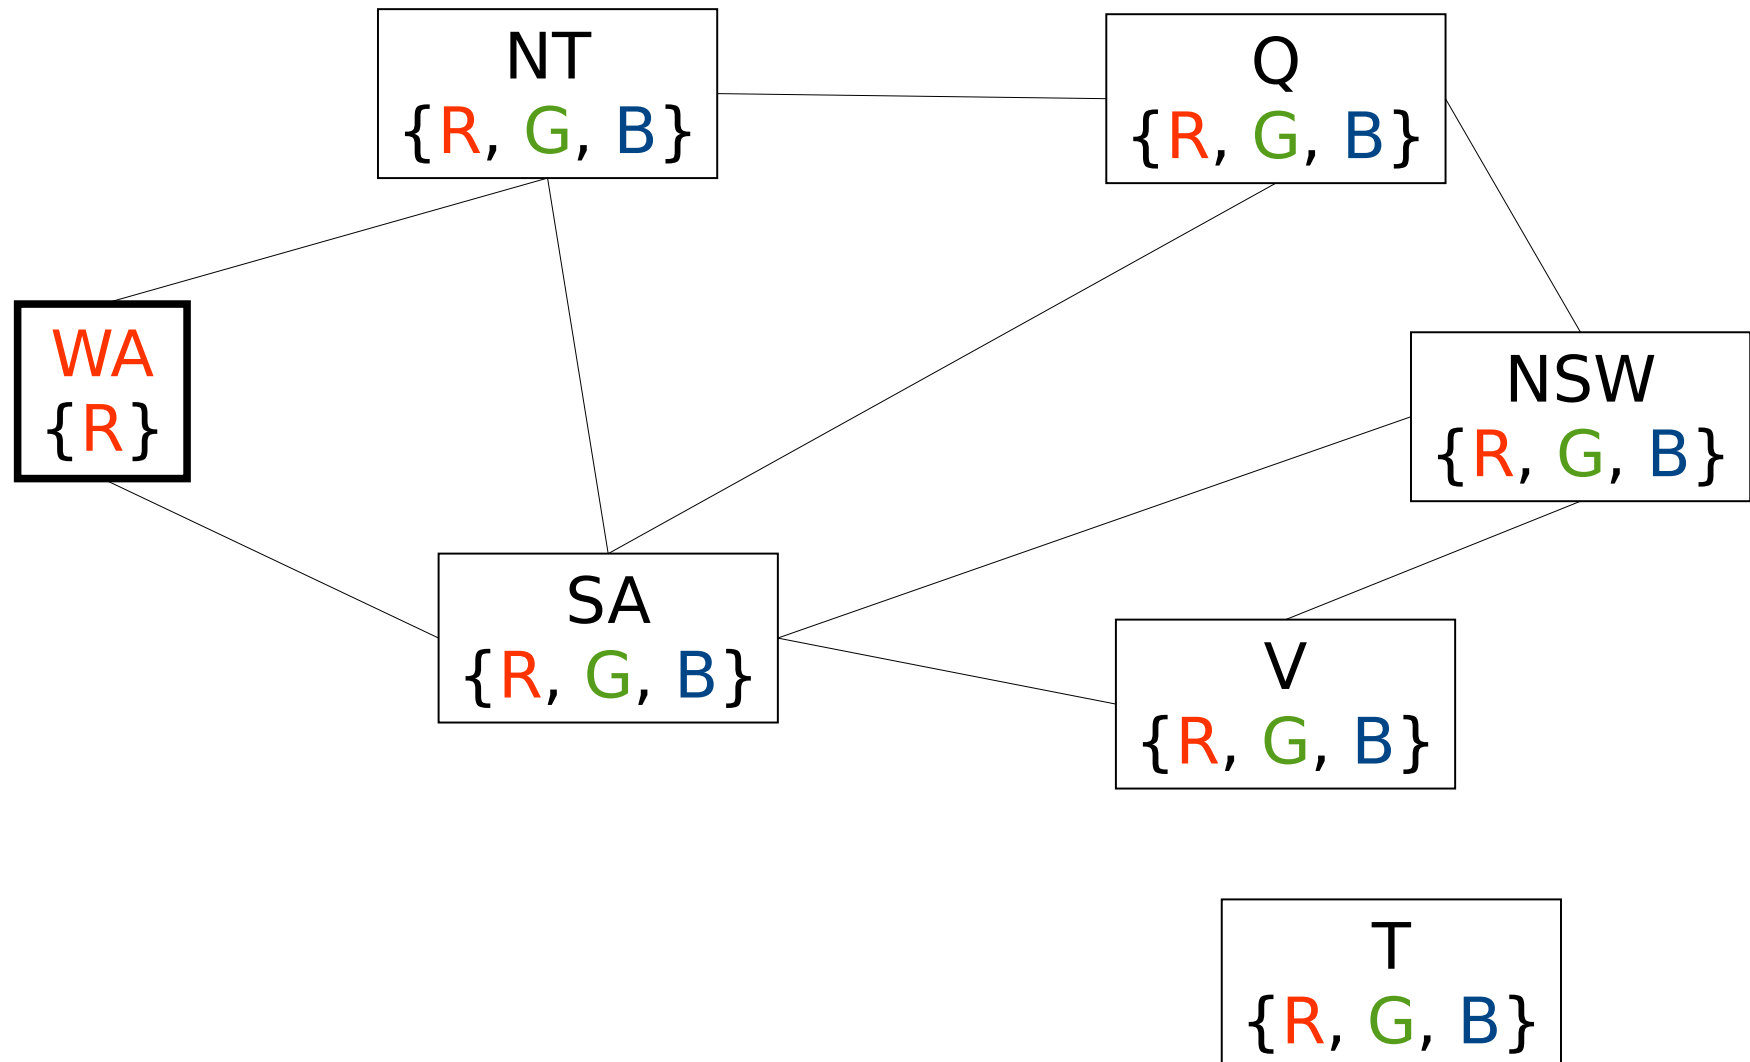 NT
{R, G, B}
Q
{R, G, B}
WA
{R}
NSW
{R, G, B}
SA
{R, G, B}
V
{R, G, B}
T
{R, G, B}